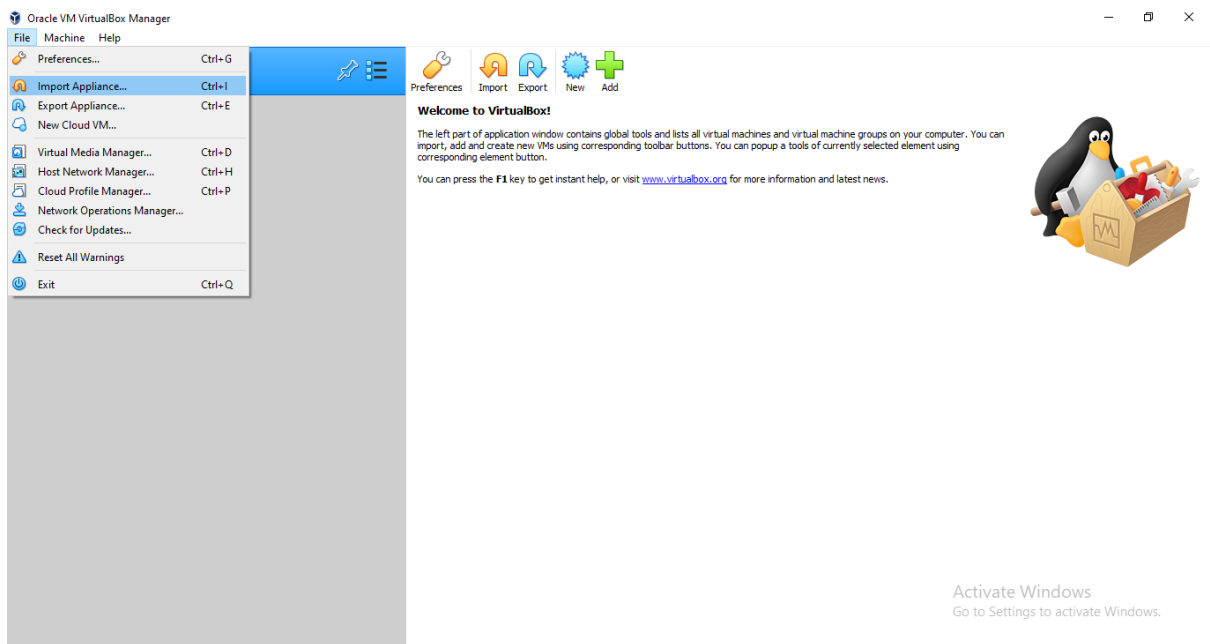 Oracle VM VirtualBox Manager
File Machine Help
Preferences... Ctrl+G
Import Appliance... Ctrl+I
Export Appliance... Ctrl+E
New Cloud VM...
Virtual Media Manager... Ctrl+D
Host Network Manager... Ctrl+H
Cloud Profile Manager... Ctrl+P
Network Operations Manager...
Check for Updates...
Reset All Warnings
Exit Ctrl+Q
Preferences Import Export New Add
Welcome to VirtualBox!
The left part of application window contains global tools and lists all virtual machines and virtual machine groups on your computer. You can
import, add and create new VMs using corresponding toolbar buttons. You can popup a tools of currently selected element using
corresponding element button.
You can press the F1 key to get instant help, or visit www.virtualbox.org for more information and latest news.
Activate Windows
Go to Settings to activate Windows.